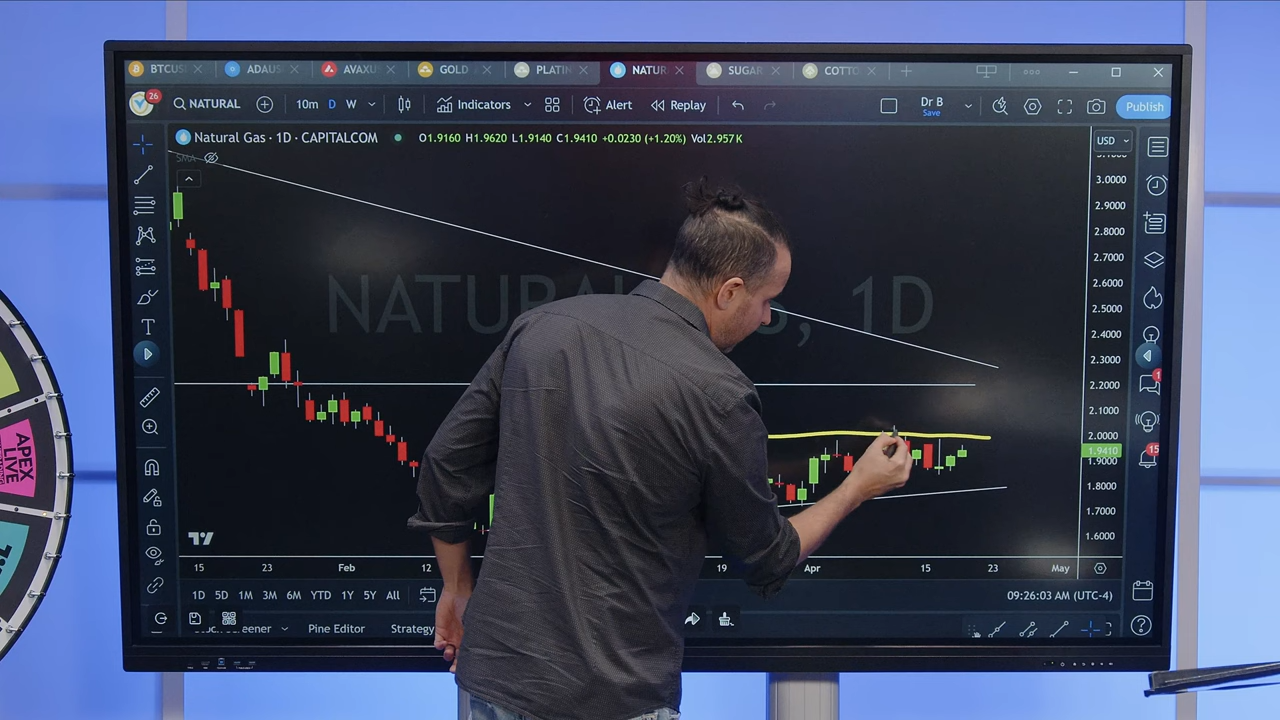 BTCUS ADAUS AVAXU GOLD PLATIN NATUR SUGAR COTTO
26 NATURAL 10m D W Indicators Alert Replay Dr B Save Publish
Natural Gas · 1D · CAPITALCOM O1.9160 H1.9620 L1.9140 C1.9410 +0.0230 (+1.20%) Vol2.957K USD
SMA
3.0000
2.9000
2.8000
2.7000
2.6000
NATURAL s, 1D
2.5000
2.4000
2.3000
2.2000
1
2.1000
2.0000
APEX
LIVE
1.9410
15
1.9000
1.8000
1.7000
1.6000
15 23 Feb 12 19 Apr 15 23 May
1D 5D 1M 3M 6M YTD 1Y 5Y All 09:26:03 AM (UTC-4)
Pine Editor Strategy